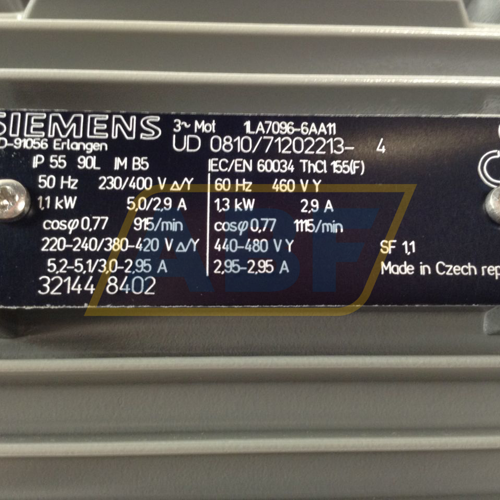 SIEMENS 3~ Mot 1LA7096-6AA11
D-91056 Erlangen UD 0810/71202213- 4
IP 55 90L IM B5 IEC/EN 60034 ThCl 155(F)
50 Hz 230/400 V Δ/Y 60 Hz 460 V Y
1,1 kW 5,0/2,9 A 1,3 kW 2,9 A
cosφ 0,77 915/min cosφ 0,77 1115/min
220-240/380-420 V Δ/Y 440-480 V Y SF 1,1
5,2-5,1/3,0-2,95 A 2,95-2,95 A Made in Czech rep
32144 8402
ABF